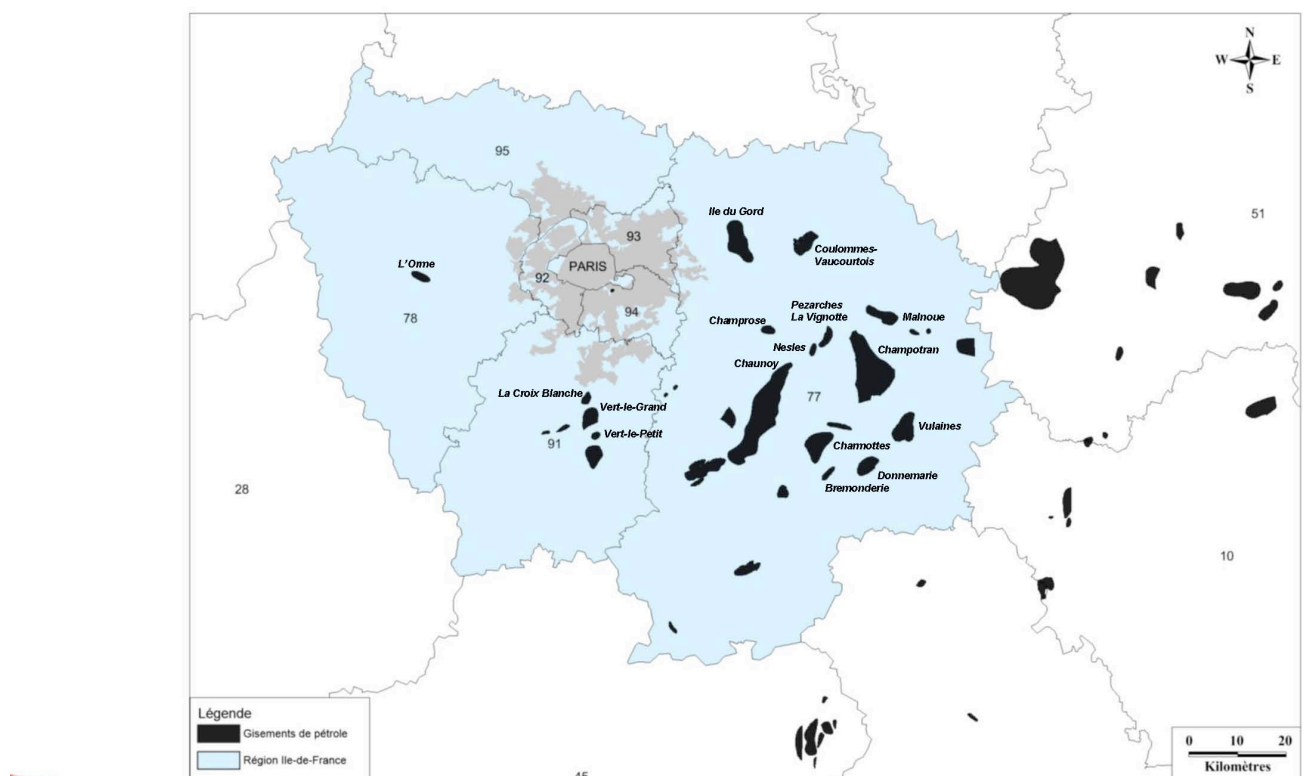 N
W E
S
95
51
Ile du Gord
93
Coulommes-
Vaucourtois
L'Orme
PARIS
92
Pezarches
La Vignotte
94
78
Champrose
Malnoue
Nesles
Champotran
Chaunoy
La Croix Blanche
77
Vert-le-Grand
Vulaines
Vert-le-Petit
91
Charmottes
Donnemarie
28
Bremonderie
10
Légende
Gisements de pétrole
Région Ile-de-France
0 10 20
Kilomètres
45